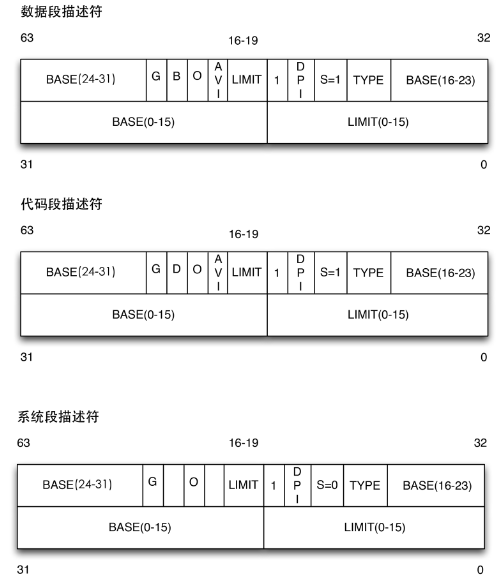 数据段描述符
63 16-19 32
BASE(24-31) G B O AVI LIMIT 1 DPI S=1 TYPE BASE(16-23)
BASE(0-15) LIMIT(0-15)
31 0
代码段描述符
63 16-19 32
BASE(24-31) G D O AVI LIMIT 1 DPI S=1 TYPE BASE(16-23)
BASE(0-15) LIMIT(0-15)
31 0
系统段描述符
63 16-19 32
BASE(24-31) G O LIMIT 1 DPI S=0 TYPE BASE(16-23)
BASE(0-15) LIMIT(0-15)
31 0